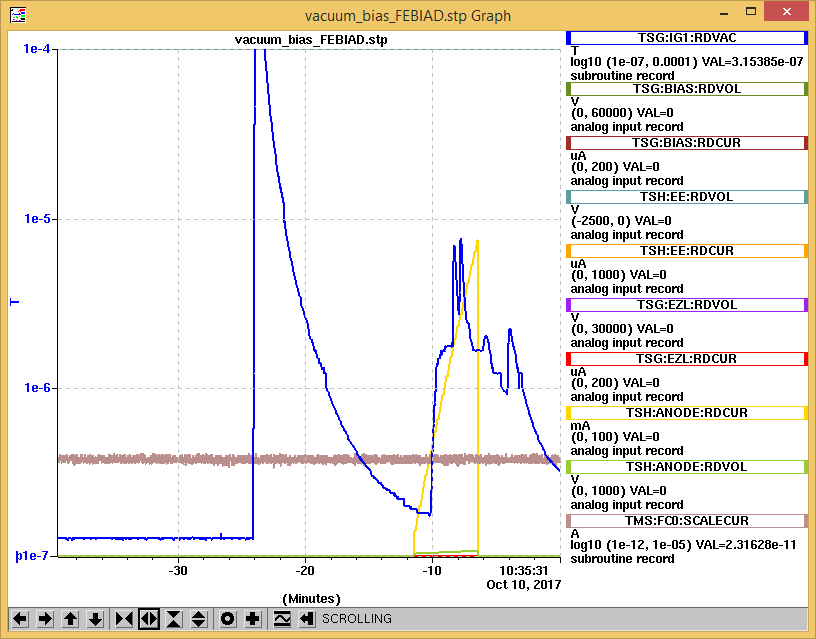 vacuum_bias_FEBIAD.stp Graph
vacuum_bias_FEBIAD.stp
1e-4
1e-5
T
1e-6
1e-7
-30
-20
-10
10:35:31
Oct 10, 2017
(Minutes)
TSG:IG1:RDVAC
T
log10 (1e-07, 0.0001) VAL=3.15385e-07
subroutine record
TSG:BIAS:RDVOL
V
(0, 60000) VAL=0
analog input record
TSG:BIAS:RDCUR
uA
(0, 200) VAL=0
analog input record
TSH:EE:RDVOL
V
(-2500, 0) VAL=0
analog input record
TSH:EE:RDCUR
uA
(0, 1000) VAL=0
analog input record
TSG:EZL:RDVOL
V
(0, 30000) VAL=0
analog input record
TSG:EZL:RDCUR
uA
(0, 200) VAL=0
analog input record
TSH:ANODE:RDCUR
mA
(0, 100) VAL=0
analog input record
TSH:ANODE:RDVOL
V
(0, 1000) VAL=0
analog input record
TMS:FC0:SCALECUR
A
log10 (1e-12, 1e-05) VAL=2.31628e-11
subroutine record
SCROLLING